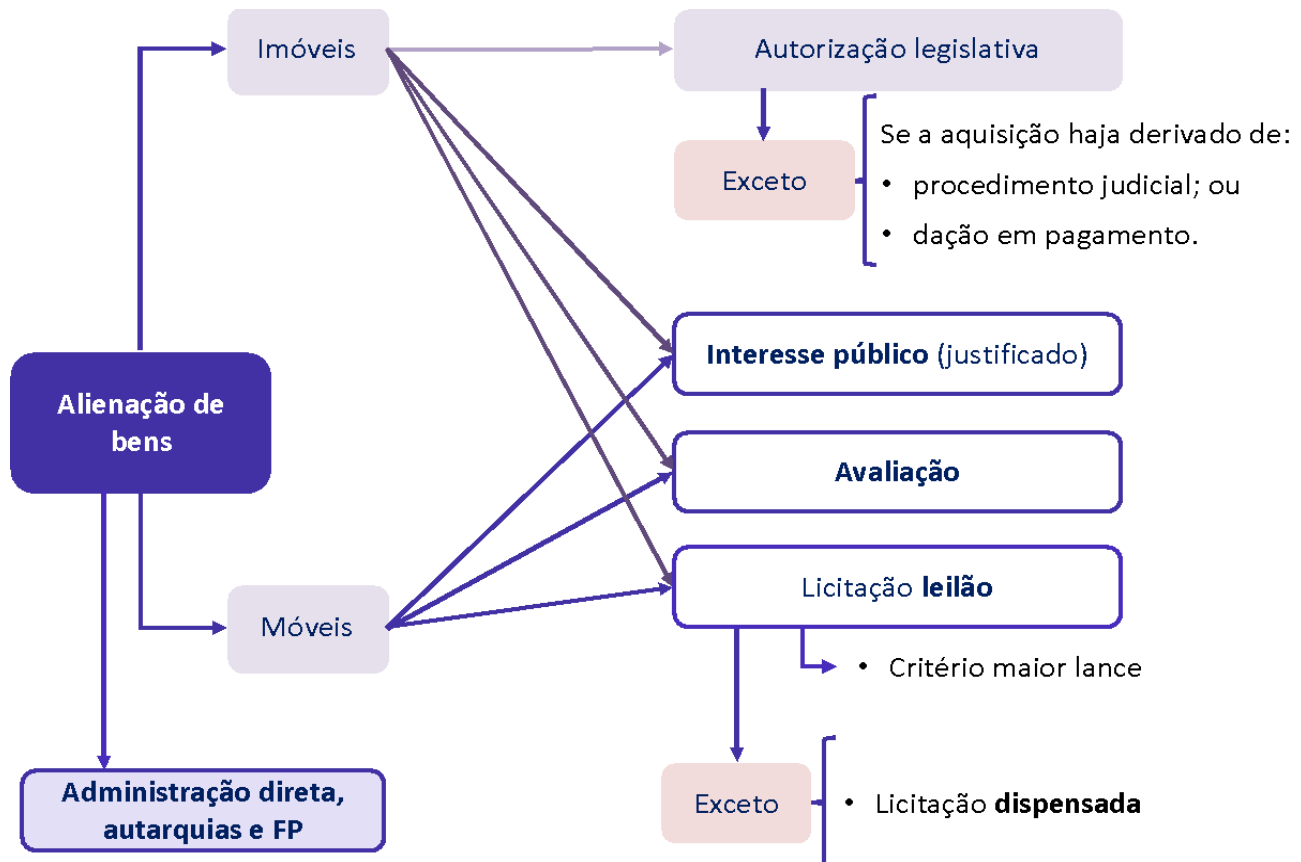 Imóveis
Autorização legislativa
Exceto
Se a aquisição haja derivado de:
• procedimento judicial; ou
• dação em pagamento.
Alienação de
bens
Interesse público (justificado)
Avaliação
Licitação leilão
Móveis
• Critério maior lance
Administração direta,
autarquias e FP
Exceto
• Licitação dispensada